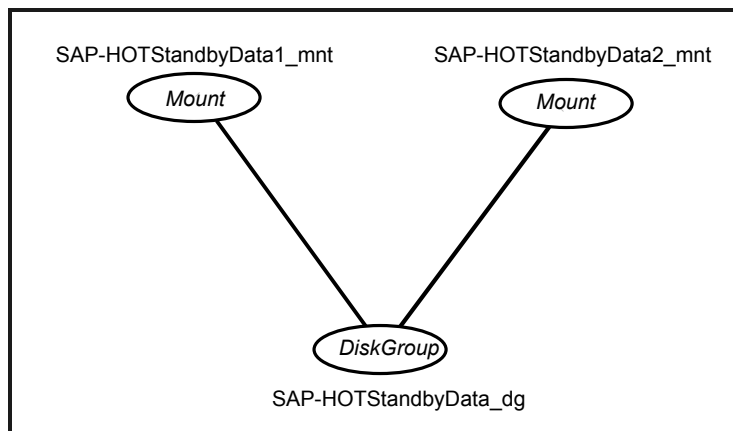 SAP-HOTStandbyData1_mnt
SAP-HOTStandbyData2_mnt
Mount
Mount
DiskGroup
SAP-HOTStandbyData_dg